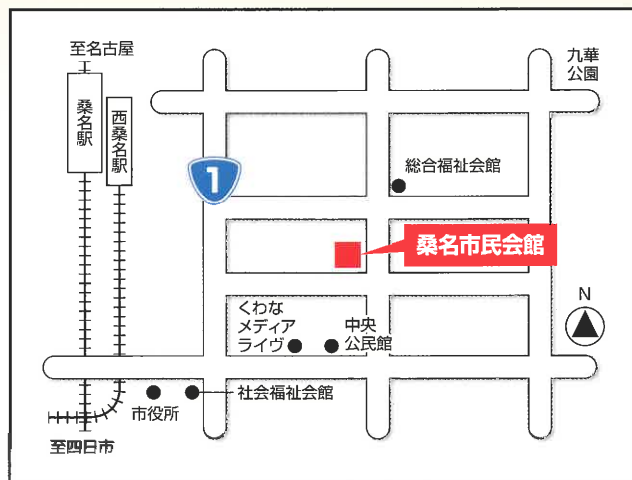 至名古屋
桑名駅
西桑名駅
九華
公園
1
総合福祉会館
桑名市民会館
N
くわな
メディア
ライヴ
中央
公民館
社会福祉会館
市役所
至四日市